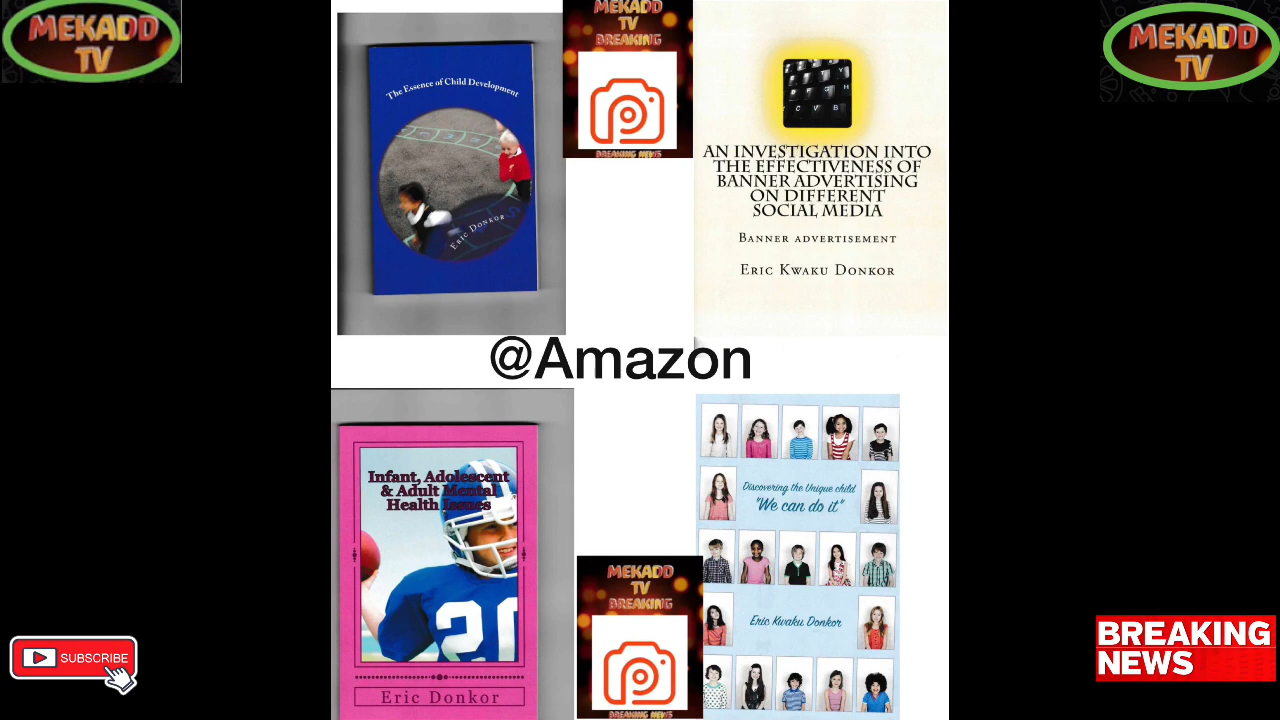 MEKADD
TV
MEKADD
TV
BREAKING
BREAKING NEWS
MEKADD
TV
The Essence of Child Development
Eric Donkor
Y
D F G H
C V B
AN INVESTIGATION INTO
THE EFFECTIVENESS OF
BANNER ADVERTISING
ON DIFFERENT
SOCIAL MEDIA
BANNER ADVERTISEMENT
ERIC KWAKU DONKOR
@Amazon
Infant, Adolescent
& Adult Mental
Health Issues
20
Eric Donkor
Discovering the Unique child
"We can do it"
Eric Kwaku Donkor
MEKADD
TV
BREAKING
BREAKING NEWS
SUBSCRIBE
BREAKING
NEWS